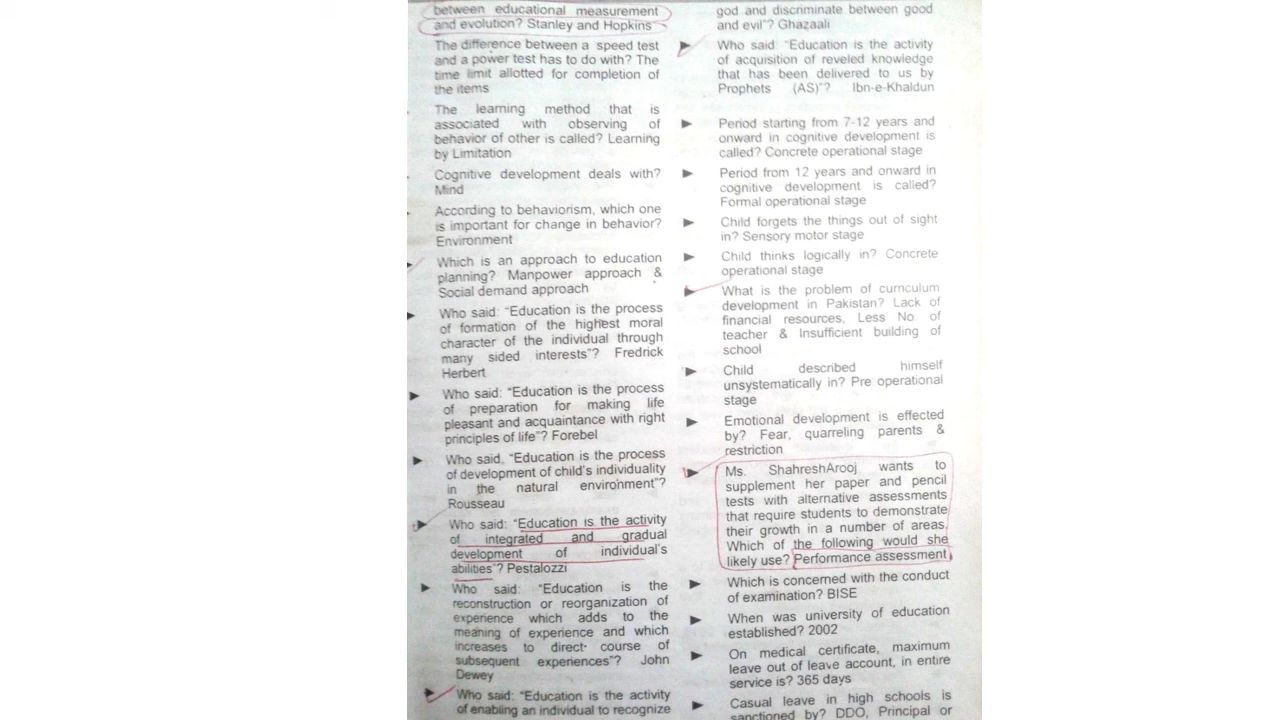 between educational measurement
and evolution? Stanley and Hopkins
The difference between a speed test
and a power test has to do with? The
time limit allotted for completion of
the items
The learning method that is
associated with observing of
behavior of other is called? Learning
by Limitation
Cognitive development deals with?
Mind
According to behaviorism, which one
is important for change in behavior?
Environment
Which is an approach to education
planning? Manpower approach &
Social demand approach
Who said: “Education is the process
of formation of the highest moral
character of the individual through
many sided interests”? Fredrick
Herbert
Who said: “Education is the process
of preparation for making life
pleasant and acquaintance with right
principles of life”? Forebel
Who said, “Education is the process
of development of child's individuality
in the natural environment”?
Rousseau
Who said: “Education is the activity
of integrated and gradual
development of individual's
abilities”? Pestalozzi
Who said: “Education is the
reconstruction or reorganization of
experience which adds to the
meaning of experience and which
increases to direct course of
subsequent experiences”? John
Dewey
Who said: “Education is the activity
of enabling an individual to recognize
god and discriminate between good
and evil”? Ghazaali
Who said: “Education is the activity
of acquisition of reveled knowledge
that has been delivered to us by
Prophets (AS)”? Ibn-e-Khaldun
Period starting from 7-12 years and
onward in cognitive development is
called? Concrete operational stage
Period from 12 years and onward in
cognitive development is called?
Formal operational stage
Child forgets the things out of sight
in? Sensory motor stage
Child thinks logically in? Concrete
operational stage
What is the problem of curriculum
development in Pakistan? Lack of
financial resources, Less No. of
teacher & Insufficient building of
school
Child described himself
unsystematically in? Pre operational
stage
Emotional development is effected
by? Fear, quarreling parents &
restriction
Ms. ShahreshArooj wants to
supplement her paper and pencil
tests with alternative assessments
that require students to demonstrate
their growth in a number of areas.
Which of the following would she
likely use? Performance assessment
Which is concerned with the conduct
of examination? BISE
When was university of education
established? 2002
On medical certificate, maximum
leave out of leave account, in entire
service is? 365 days
Casual leave in high schools is
sanctioned by? DDO, Principal or